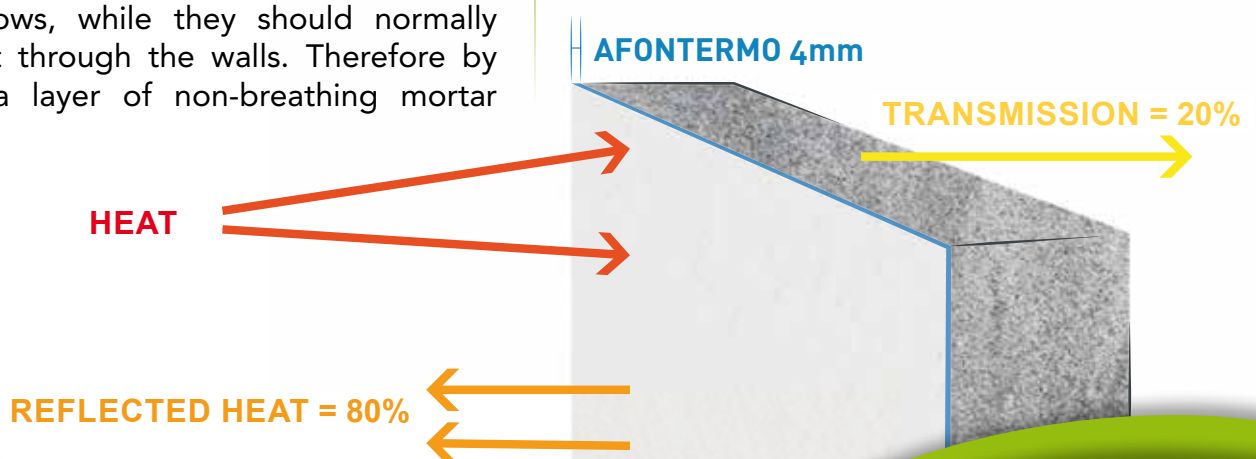 ows, while they should normally
t through the walls. Therefore by
a layer of non-breathing mortar
AFONTERMO 4mm
TRANSMISSION = 20%
HEAT
REFLECTED HEAT = 80%